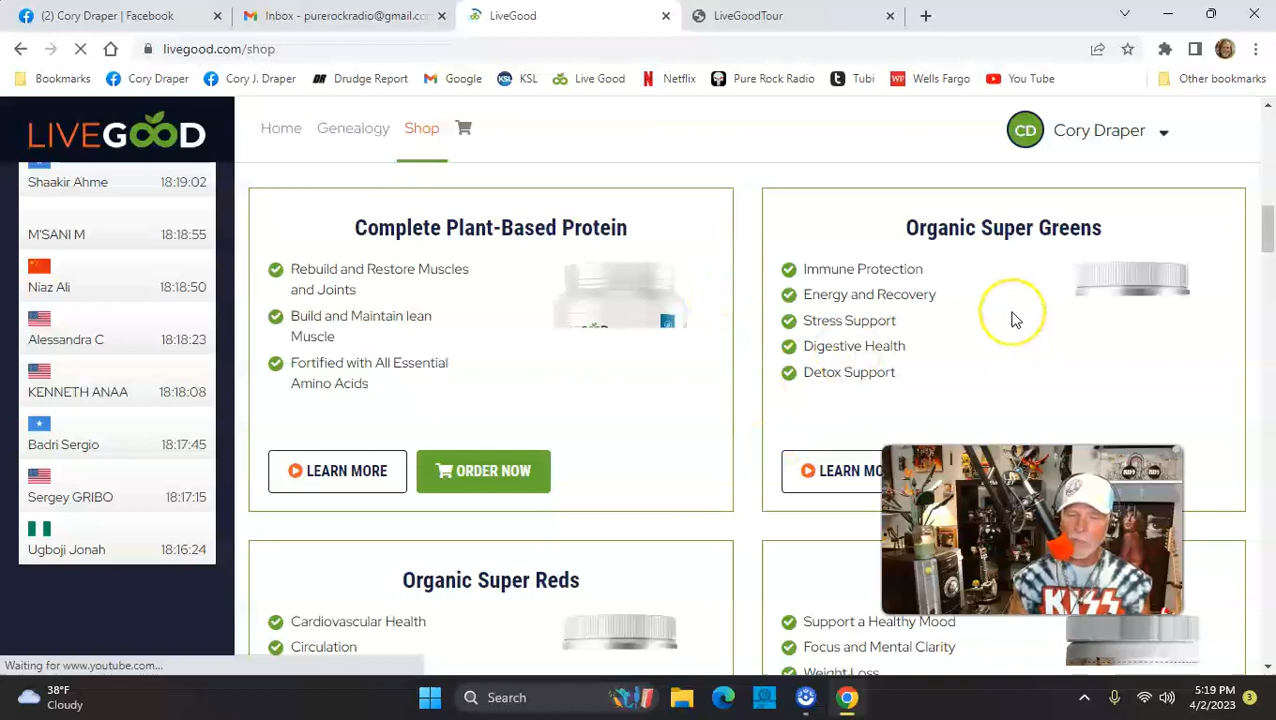 (2) Cory Draper | Facebook
Inbox - purerockradio@gmail.com
LiveGood
LiveGoodTour
livegood.com/shop
Bookmarks
Cory Draper
Cory J. Draper
Drudge Report
Google
KSL
Live Good
Netflix
Pure Rock Radio
Tubi
Wells Fargo
You Tube
Other bookmarks
LIVEGOOD
Home
Genealogy
Shop
CD
Cory Draper
Shaakir Ahme 18:19:02
M'SANI M 18:18:55
Niaz Ali 18:18:50
Alessandra C 18:18:23
KENNETH ANAA 18:18:08
Badri Sergio 18:17:45
Sergey GRIBO 18:17:15
Ugboji Jonah 18:16:24
Complete Plant-Based Protein
Rebuild and Restore Muscles
and Joints
Build and Maintain lean
Muscle
Fortified with All Essential
Amino Acids
LEARN MORE
ORDER NOW
Organic Super Greens
Immune Protection
Energy and Recovery
Stress Support
Digestive Health
Detox Support
LEARN MO
Organic Super Reds
Cardiovascular Health
Circulation
Support a Healthy Mood
Focus and Mental Clarity
Weight Loss
KISS
Waiting for www.youtube.com...
38°F
Cloudy
Search
5:19 PM
4/2/2023
3